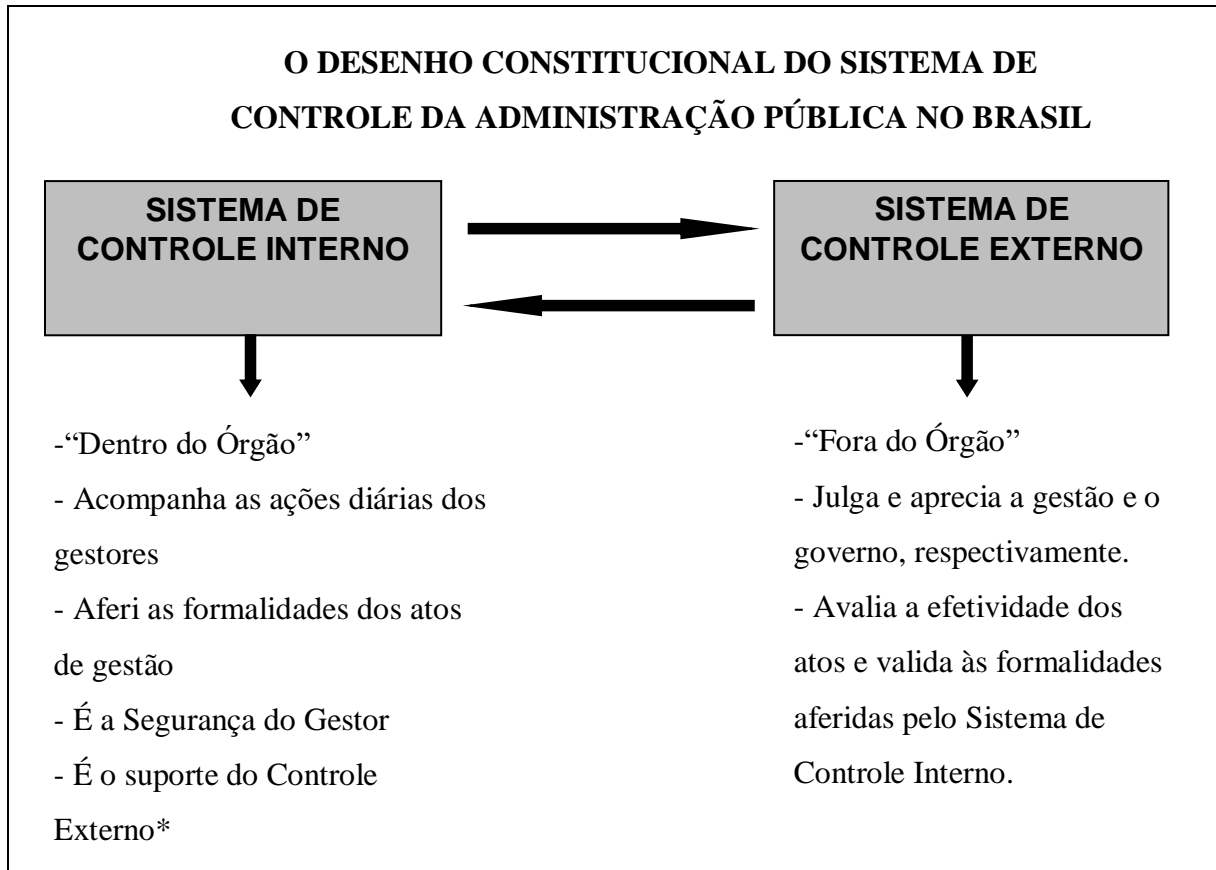 O DESENHO CONSTITUCIONAL DO SISTEMA DE
CONTROLE DA ADMINISTRAÇÃO PÚBLICA NO BRASIL
SISTEMA DE
CONTROLE INTERNO
SISTEMA DE
CONTROLE EXTERNO
-“Dentro do Órgão”
- Acompanha as ações diárias dos
gestores
- Aferi as formalidades dos atos
de gestão
- É a Segurança do Gestor
- É o suporte do Controle
Externo*
-“Fora do Órgão”
- Julga e aprecia a gestão e o
governo, respectivamente.
- Avalia a efetividade dos
atos e valida às formalidades
aferidas pelo Sistema de
Controle Interno.